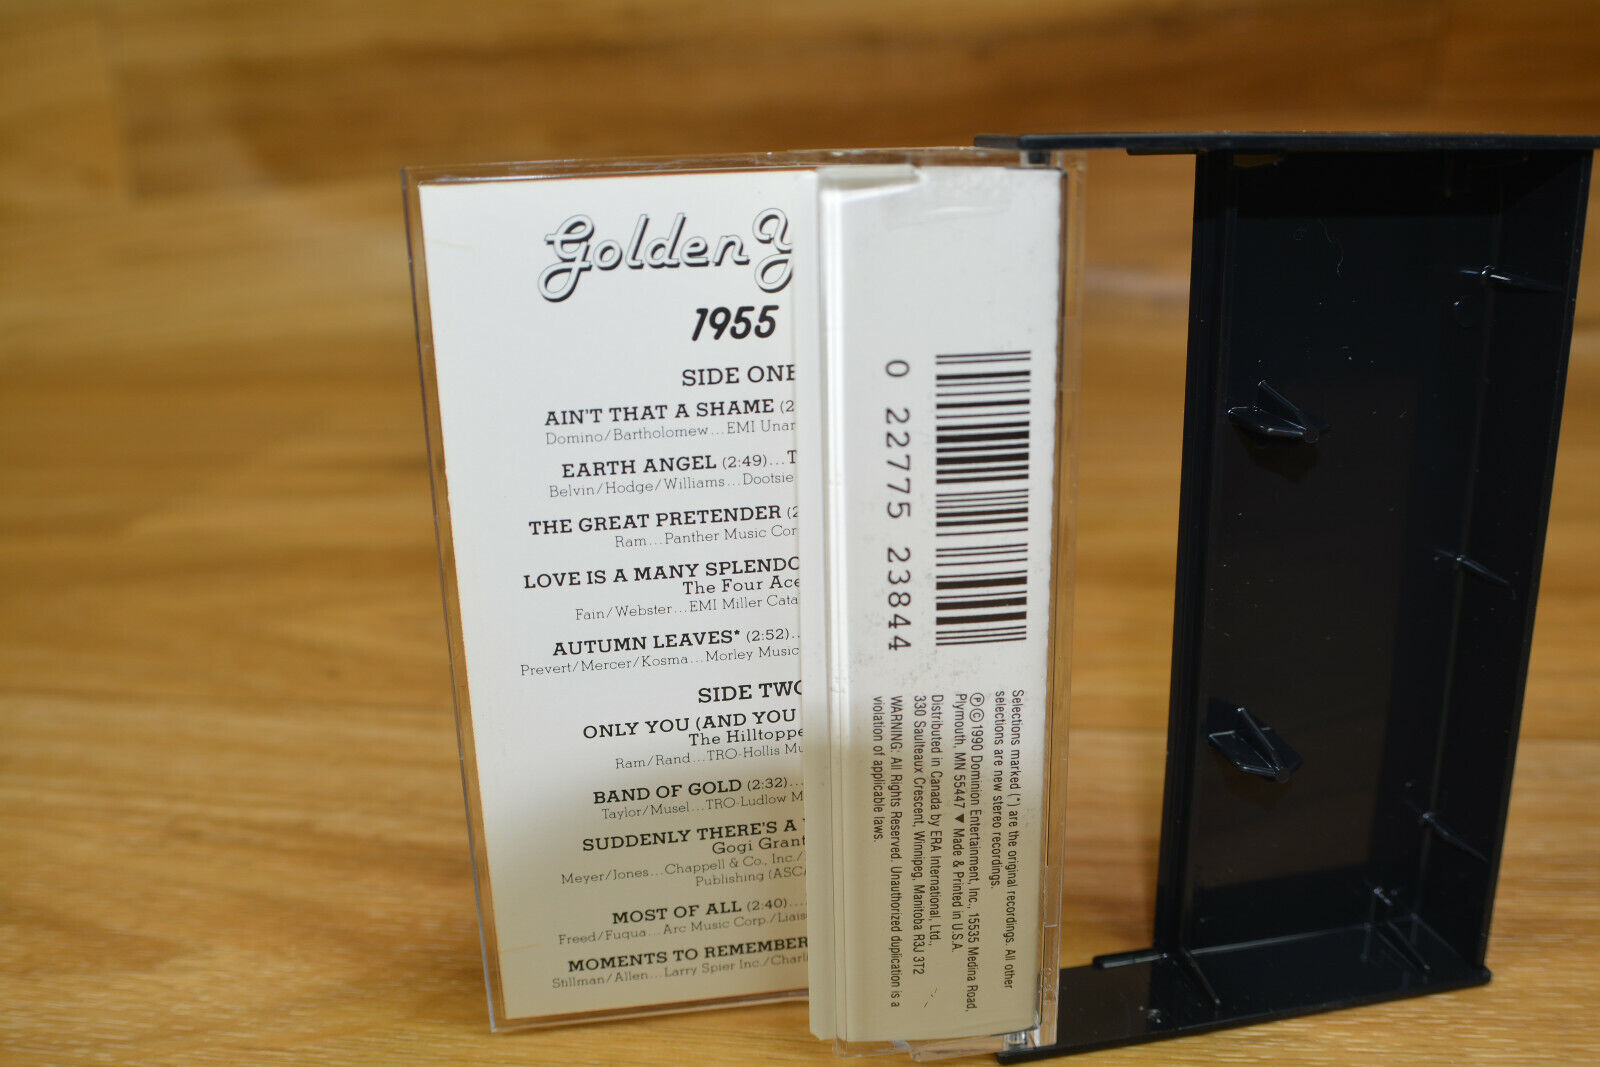 Golden Y
1955
SIDE ONE
AIN'T THAT A SHAME (2
Domino/Bartholomew...EMI Unar
EARTH ANGEL (2:49)...T
Belvin/Hodge/Williams...Dootsie
THE GREAT PRETENDER (2
Ram...Panther Music Cor
LOVE IS A MANY SPLENDO
The Four Ace
Fain/Webster...EMI Miller Cata
AUTUMN LEAVES* (2:52)...
Prevert/Mercer/Kosma...Morley Music
SIDE TWO
ONLY YOU (AND YOU
The Hilltoppe
Ram/Rand...TRO-Hollis Mu
BAND OF GOLD (2:32)...
Taylor/Musel...TRO-Ludlow M
SUDDENLY THERE'S A
Gogi Grant
Meyer/Jones...Chappell & Co., Inc./
Publishing (ASCA
MOST OF ALL (2:40)...
Freed/Fuqua...Arc Music Corp./Liais
MOMENTS TO REMEMBER
Stillman/Allen...Larry Spier Inc./Charli
0 22775 23844
Selections marked (*) are the original recordings. All other
selections are new stereo recordings.
℗©1990 Dominion Entertainment, Inc., 15535 Medina Road,
Plymouth, MN 55447 ▼ Made & Printed in U.S.A.
Distributed in Canada by ERA International, Ltd.,
330 Saulteaux Crescent, Winnipeg, Manitoba R3J 3T2
WARNING: All Rights Reserved. Unauthorized duplication is a
violation of applicable laws.